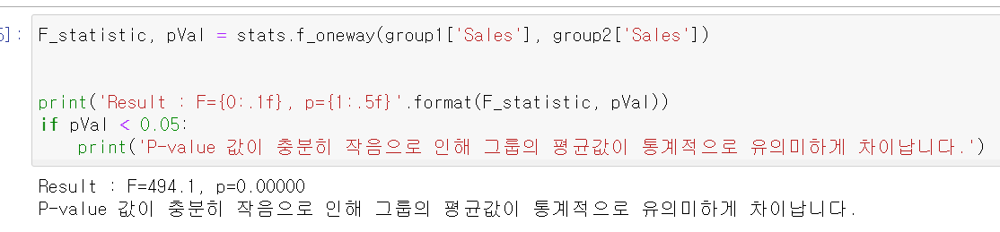 5]: F_statistic, pVal = stats.f_oneway(group1['Sales'], group2['Sales'])
print('Result : F={0:.1f}, p={1:.5f}'.format(F_statistic, pVal))
if pVal < 0.05:
print('P-value 값이 충분히 작음으로 인해 그룹의 평균값이 통계적으로 유의미하게 차이납니다.')
Result : F=494.1, p=0.00000
P-value 값이 충분히 작음으로 인해 그룹의 평균값이 통계적으로 유의미하게 차이납니다.